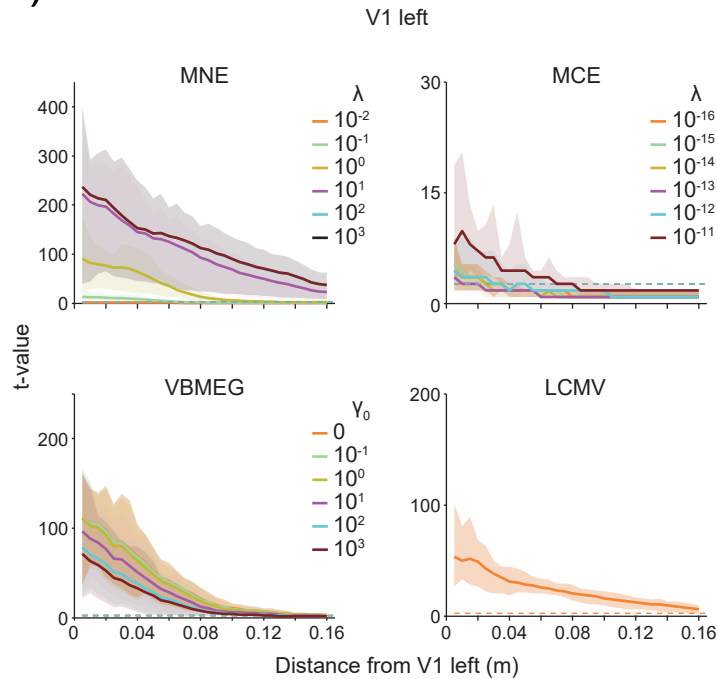 )
V1 left
MNE
MCE
400
300
200
100
0
λ
10⁻²
10⁻¹
10⁰
10¹
10²
10³
30
15
0
λ
10⁻¹⁶
10⁻¹⁵
10⁻¹⁴
10⁻¹³
10⁻¹²
10⁻¹¹
t-value
VBMEG
LCMV
200
100
0
γ₀
0
10⁻¹
10⁰
10¹
10²
10³
0 0.04 0.08 0.12 0.16
200
100
0
0 0.04 0.08 0.12 0.16
Distance from V1 left (m)